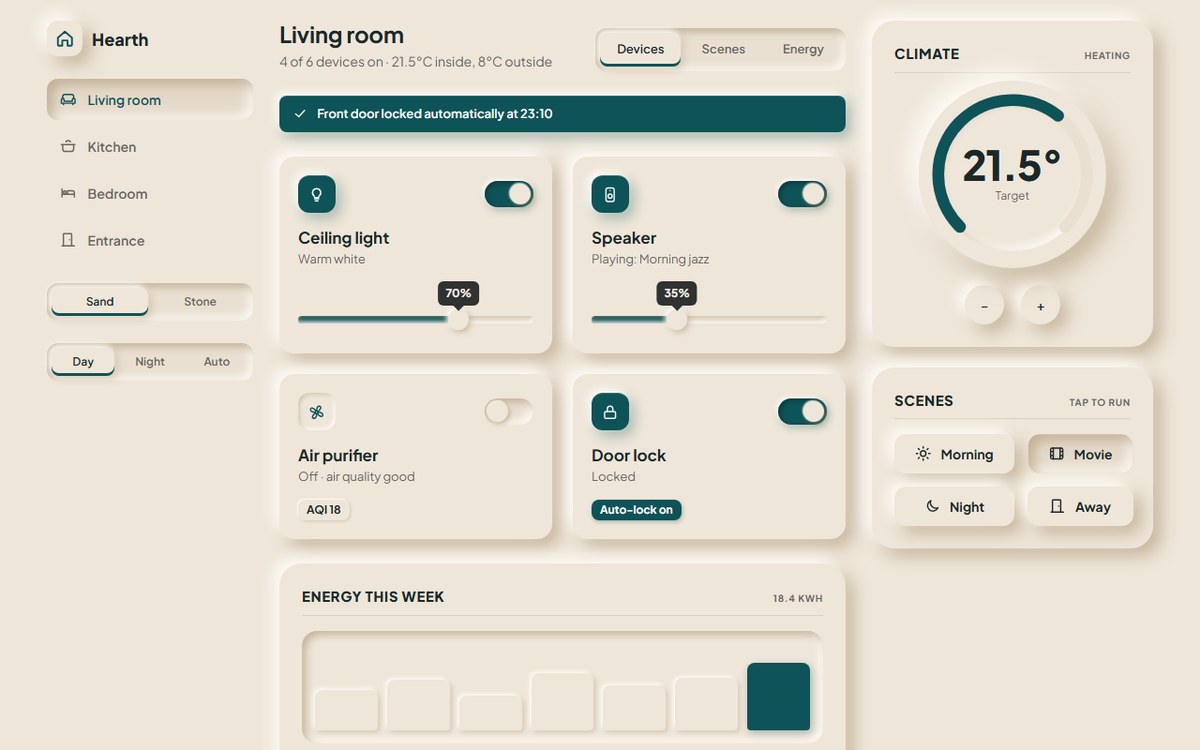 Hearth
Living room
Kitchen
Bedroom
Entrance
Sand Stone
Day Night Auto
Living room
4 of 6 devices on · 21.5°C inside, 8°C outside
Devices Scenes Energy
Front door locked automatically at 23:10
Ceiling light
Warm white
70%
Speaker
Playing: Morning jazz
35%
Air purifier
Off · air quality good
AQI 18
Door lock
Locked
Auto-lock on
ENERGY THIS WEEK
18.4 KWH
CLIMATE
HEATING
21.5°
Target
− +
SCENES
TAP TO RUN
Morning Movie
Night Away